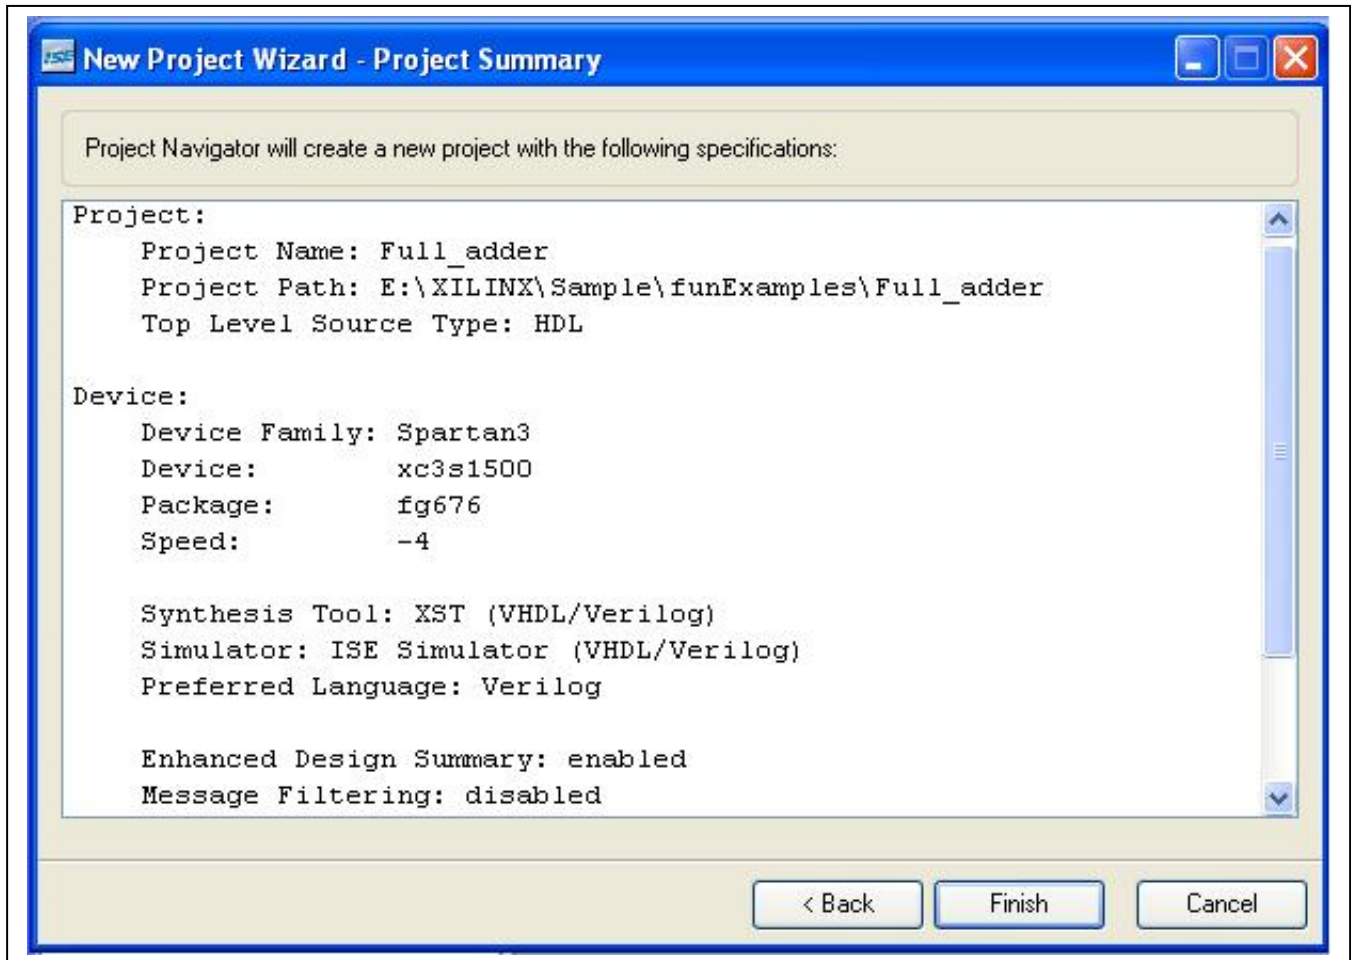 ISE New Project Wizard - Project Summary
Project Navigator will create a new project with the following specifications:
Project:
Project Name: Full_adder
Project Path: E:\XILINX\Sample\funExamples\Full_adder
Top Level Source Type: HDL
Device:
Device Family: Spartan3
Device: xc3s1500
Package: fg676
Speed: -4
Synthesis Tool: XST (VHDL/Verilog)
Simulator: ISE Simulator (VHDL/Verilog)
Preferred Language: Verilog
Enhanced Design Summary: enabled
Message Filtering: disabled
< Back Finish Cancel